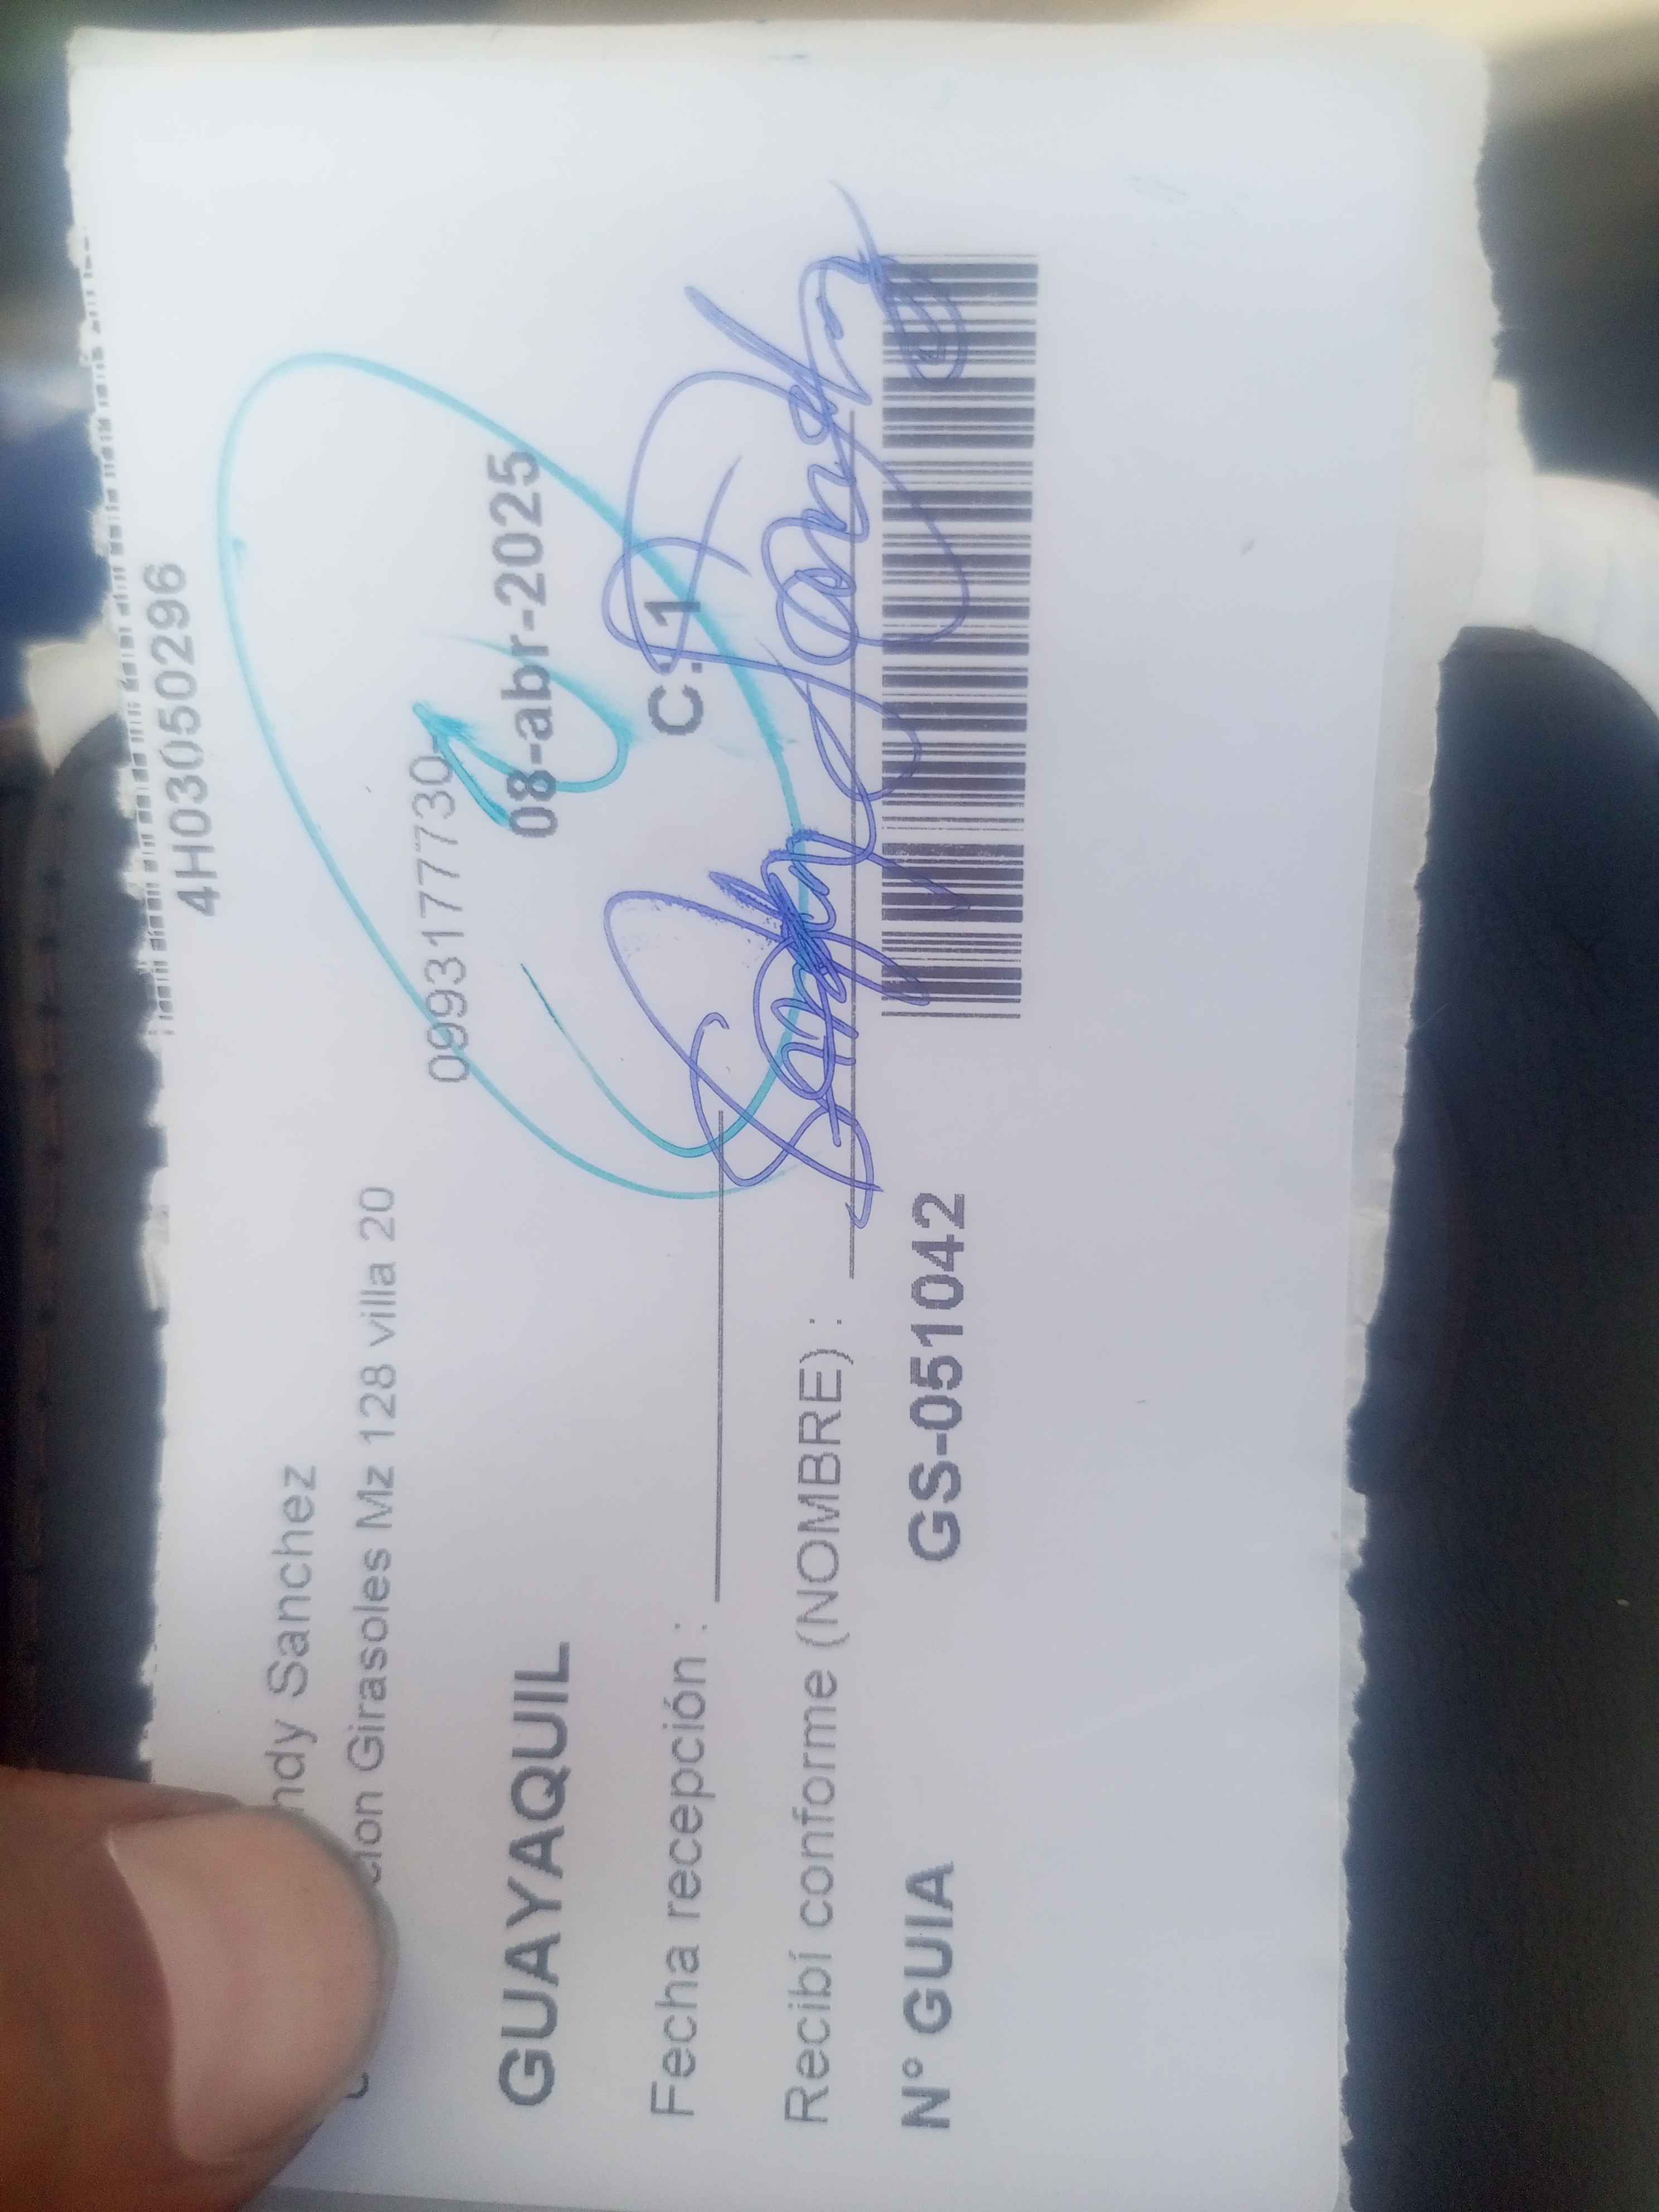 4H03050296
ndy Sanchez
cion Girasoles Mz 128 villa 20
0993177730-
GUAYAQUIL 08-abr-2025
Fecha recepción : C:1
Recibí conforme (NOMBRE) :
N° GUIA GS-051042